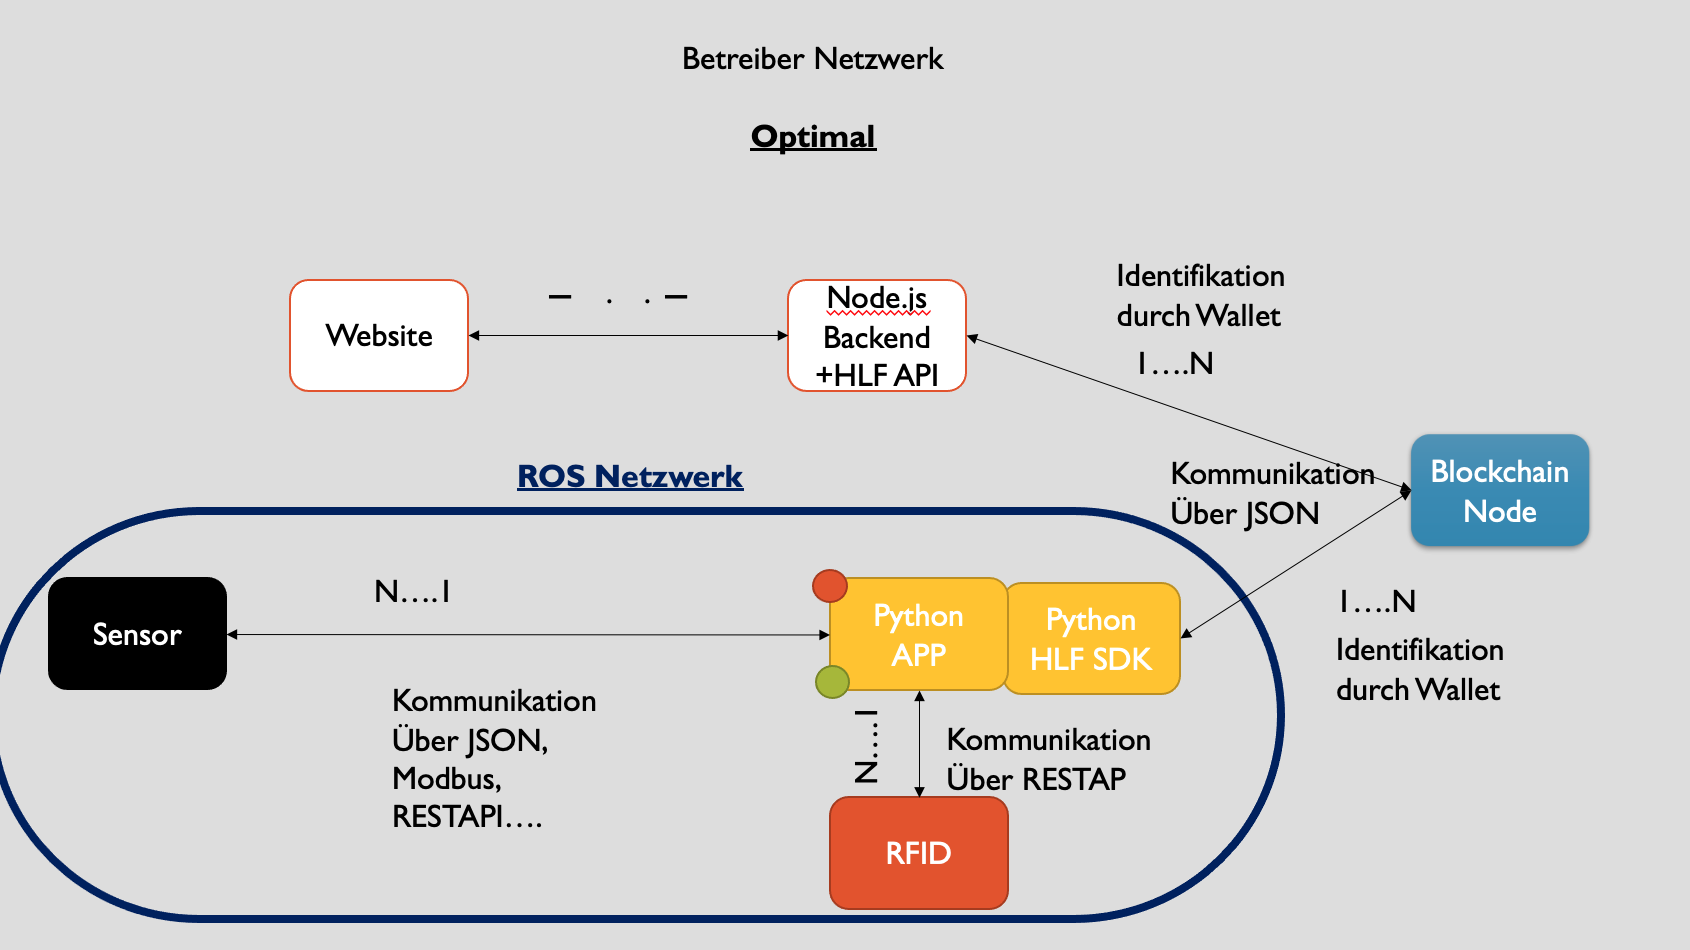 Betreiber Netzwerk
Optimal
Website
– . . –
Node.js
Backend
+HLF API
Identifikation
durch Wallet
1….N
ROS Netzwerk
Kommunikation
Über JSON
Blockchain
Node
Sensor
N….1
Python
APP
Python
HLF SDK
1….N
Identifikation
durch Wallet
Kommunikation
Über JSON,
Modbus,
RESTAPI….
N….1
Kommunikation
Über RESTAP
RFID